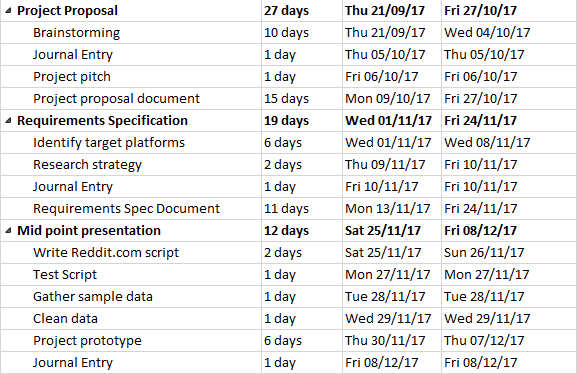 Project Proposal 27 days Thu 21/09/17 Fri 27/10/17
Brainstorming 10 days Thu 21/09/17 Wed 04/10/17
Journal Entry 1 day Thu 05/10/17 Thu 05/10/17
Project pitch 1 day Fri 06/10/17 Fri 06/10/17
Project proposal document 15 days Mon 09/10/17 Fri 27/10/17
Requirements Specification 19 days Wed 01/11/17 Fri 24/11/17
Identify target platforms 6 days Wed 01/11/17 Wed 08/11/17
Research strategy 2 days Thu 09/11/17 Fri 10/11/17
Journal Entry 1 day Fri 10/11/17 Fri 10/11/17
Requirements Spec Document 11 days Mon 13/11/17 Fri 24/11/17
Mid point presentation 12 days Sat 25/11/17 Fri 08/12/17
Write Reddit.com script 2 days Sat 25/11/17 Sun 26/11/17
Test Script 1 day Mon 27/11/17 Mon 27/11/17
Gather sample data 1 day Tue 28/11/17 Tue 28/11/17
Clean data 1 day Wed 29/11/17 Wed 29/11/17
Project prototype 6 days Thu 30/11/17 Thu 07/12/17
Journal Entry 1 day Fri 08/12/17 Fri 08/12/17